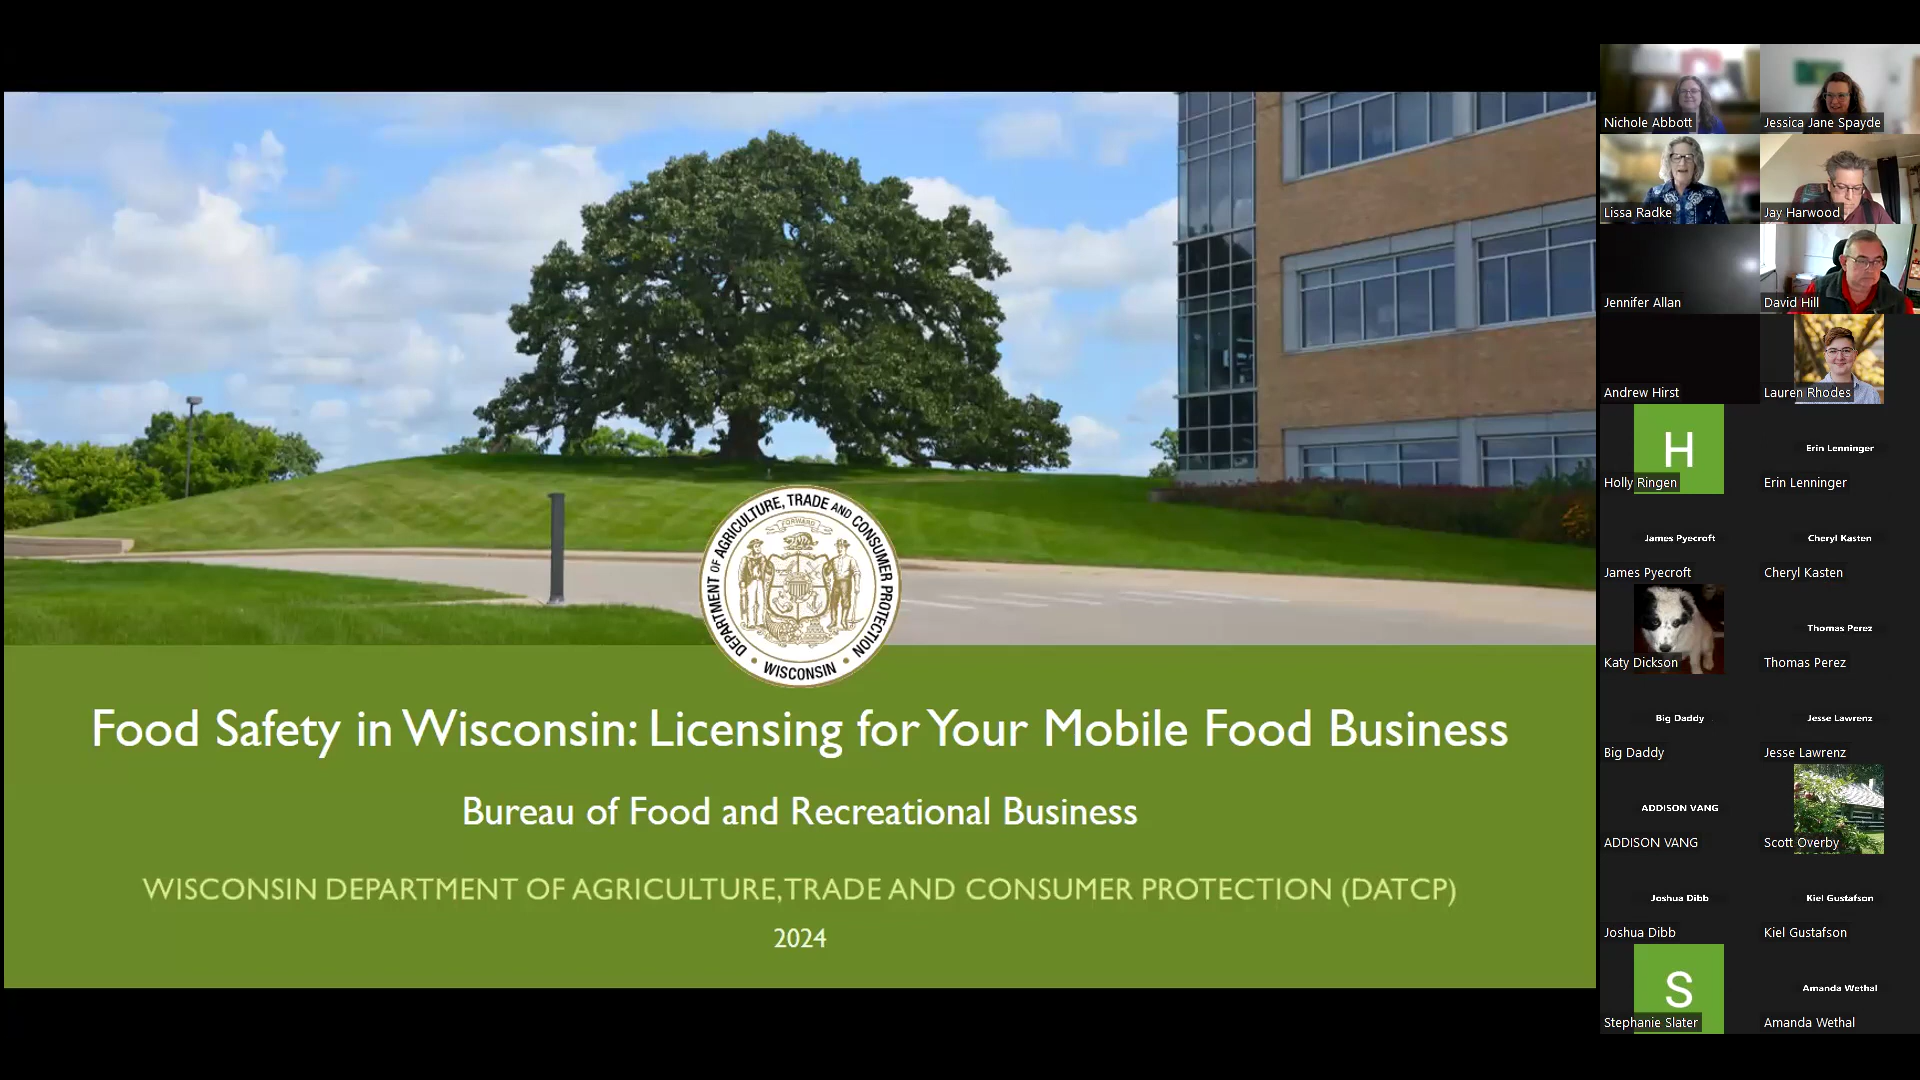 DEPARTMENT OF AGRICULTURE, TRADE AND CONSUMER PROTECTION
FORWARD
• WISCONSIN •
Food Safety in Wisconsin: Licensing for Your Mobile Food Business
Bureau of Food and Recreational Business
WISCONSIN DEPARTMENT OF AGRICULTURE, TRADE AND CONSUMER PROTECTION (DATCP)
2024
Nichole Abbott
Jessica Jane Spayde
Lissa Radke
Jay Harwood
Jennifer Allan
David Hill
Andrew Hirst
Lauren Rhodes
H
Holly Ringen
Erin Lenninger
Erin Lenninger
James Pyecroft
James Pyecroft
Cheryl Kasten
Cheryl Kasten
Katy Dickson
Thomas Perez
Thomas Perez
Big Daddy
Big Daddy
Jesse Lawrenz
Jesse Lawrenz
ADDISON VANG
ADDISON VANG
Scott Overby
Joshua Dibb
Joshua Dibb
Kiel Gustafson
Kiel Gustafson
S
Stephanie Slater
Amanda Wethal
Amanda Wethal